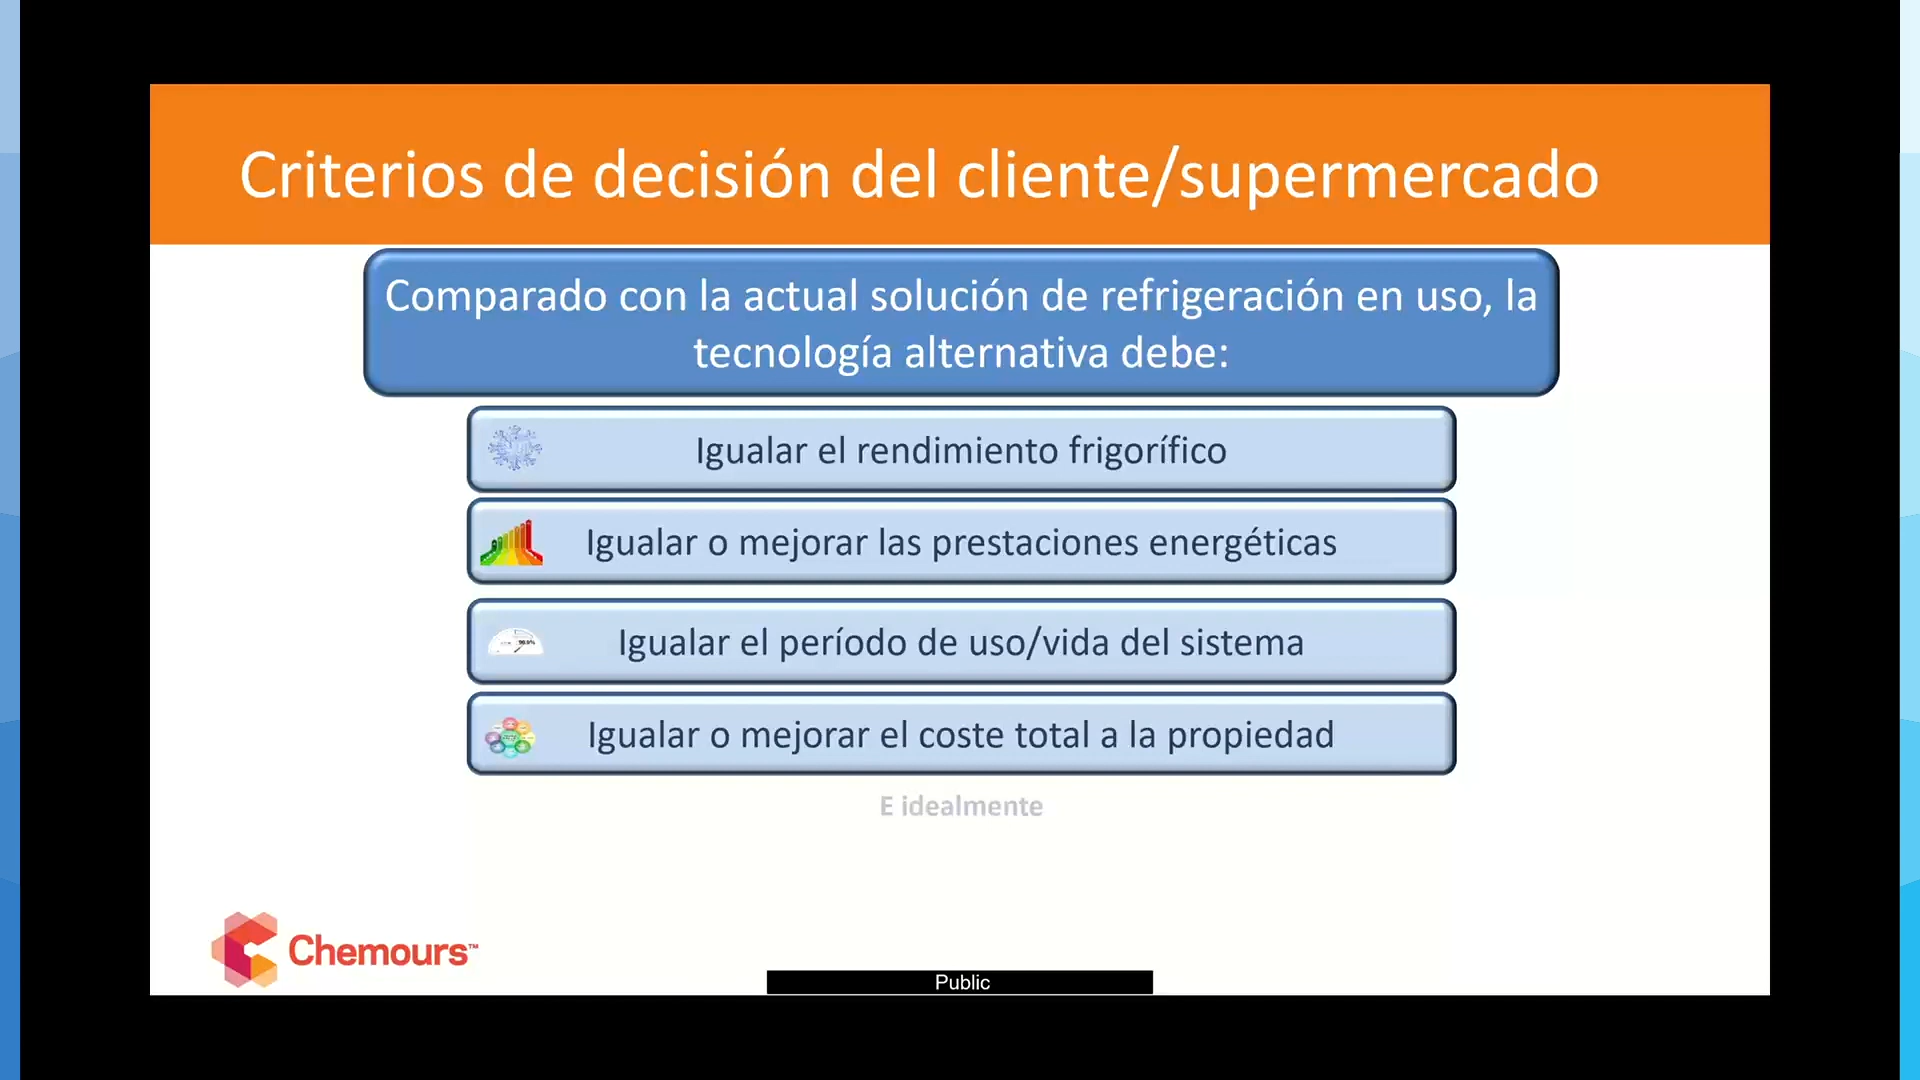 Criterios de decisión del cliente/supermercado
Comparado con la actual solución de refrigeración en uso, la
tecnología alternativa debe:
Igualar el rendimiento frigorífico
Igualar o mejorar las prestaciones energéticas
Igualar el período de uso/vida del sistema
Igualar o mejorar el coste total a la propiedad
E idealmente
Chemours™
Public